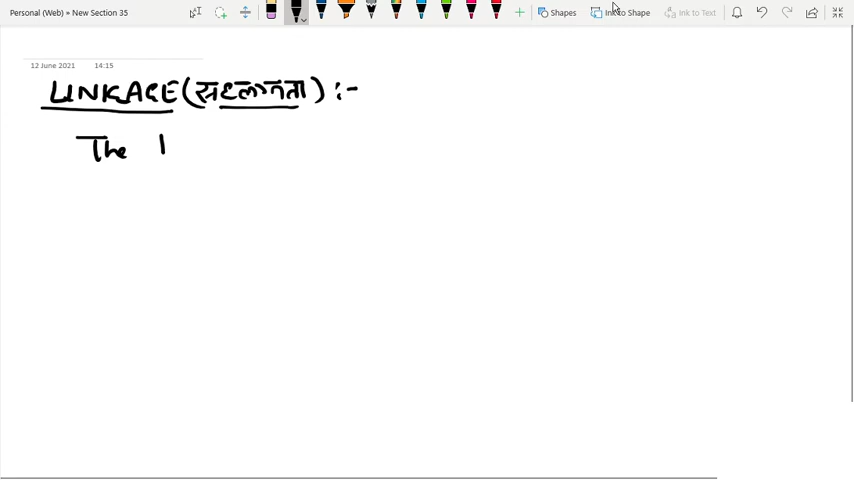 Personal (Web) » New Section 35
Shapes
Ink to Shape
Ink to Text
12 June 2021 14:15
LINKAGE (सहलग्नता) :-
The l